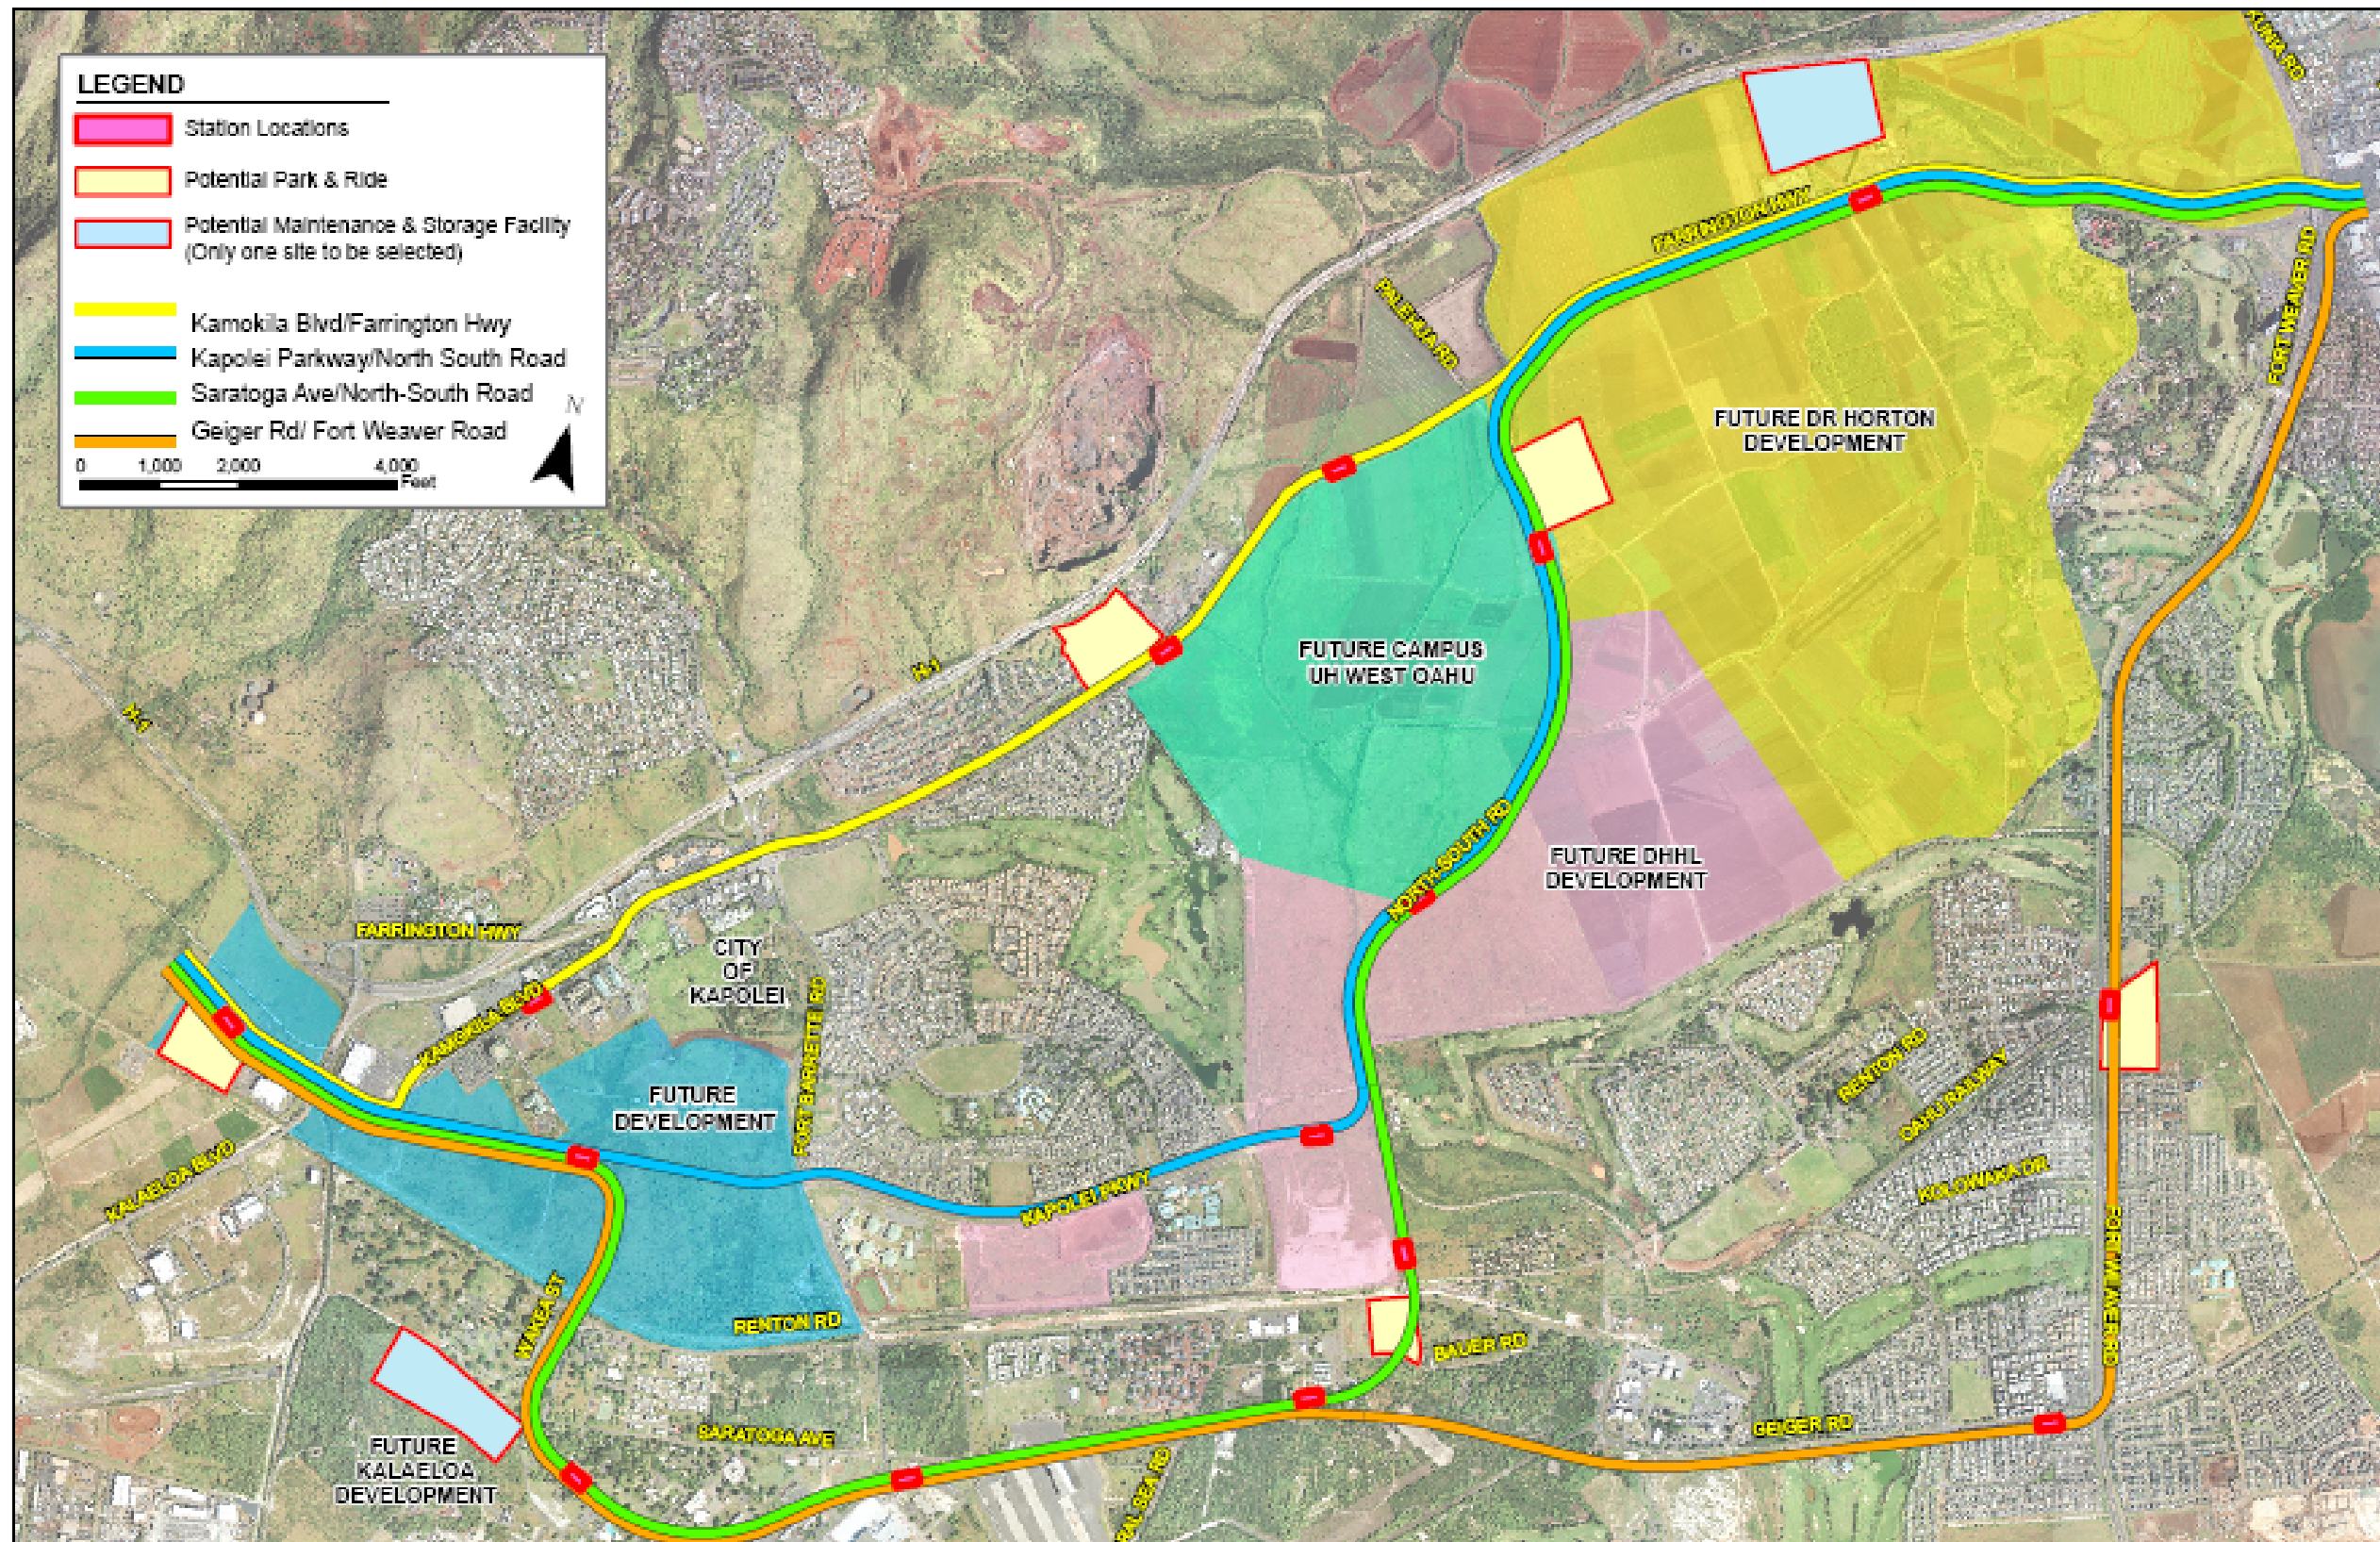 LEGEND
Station Locations
Potential Park & Ride
Potential Maintenance & Storage Facility
(Only one site to be selected)
Kamokila Blvd/Farrington Hwy
Kapolei Parkway/North South Road
Saratoga Ave/North-South Road
Geiger Rd/ Fort Weaver Road
N
0 1,000 2,000 4,000
Feet
KUNIA RD
FARRINGTON HWY
PALEHUA RD
FORT WEAVER RD
FUTURE DR HORTON
DEVELOPMENT
FUTURE CAMPUS
UH WEST OAHU
H-1
H-1
NORTH-SOUTH RD
FUTURE DHHL
DEVELOPMENT
FARRINGTON HWY
CITY
OF
KAPOLEI
KAMOKILA BLVD
FORT BARRETTE RD
FUTURE
DEVELOPMENT
RENTON RD
OAHU RAILWAY
KOLOWAKA DR
KALAELOA BLVD
KAPOLEI PKWY
FORT WEAVER RD
WAKEA ST
RENTON RD
BAUER RD
SARATOGA AVE
GEIGER RD
FUTURE
KALAELOA
DEVELOPMENT
RAL SEA RD